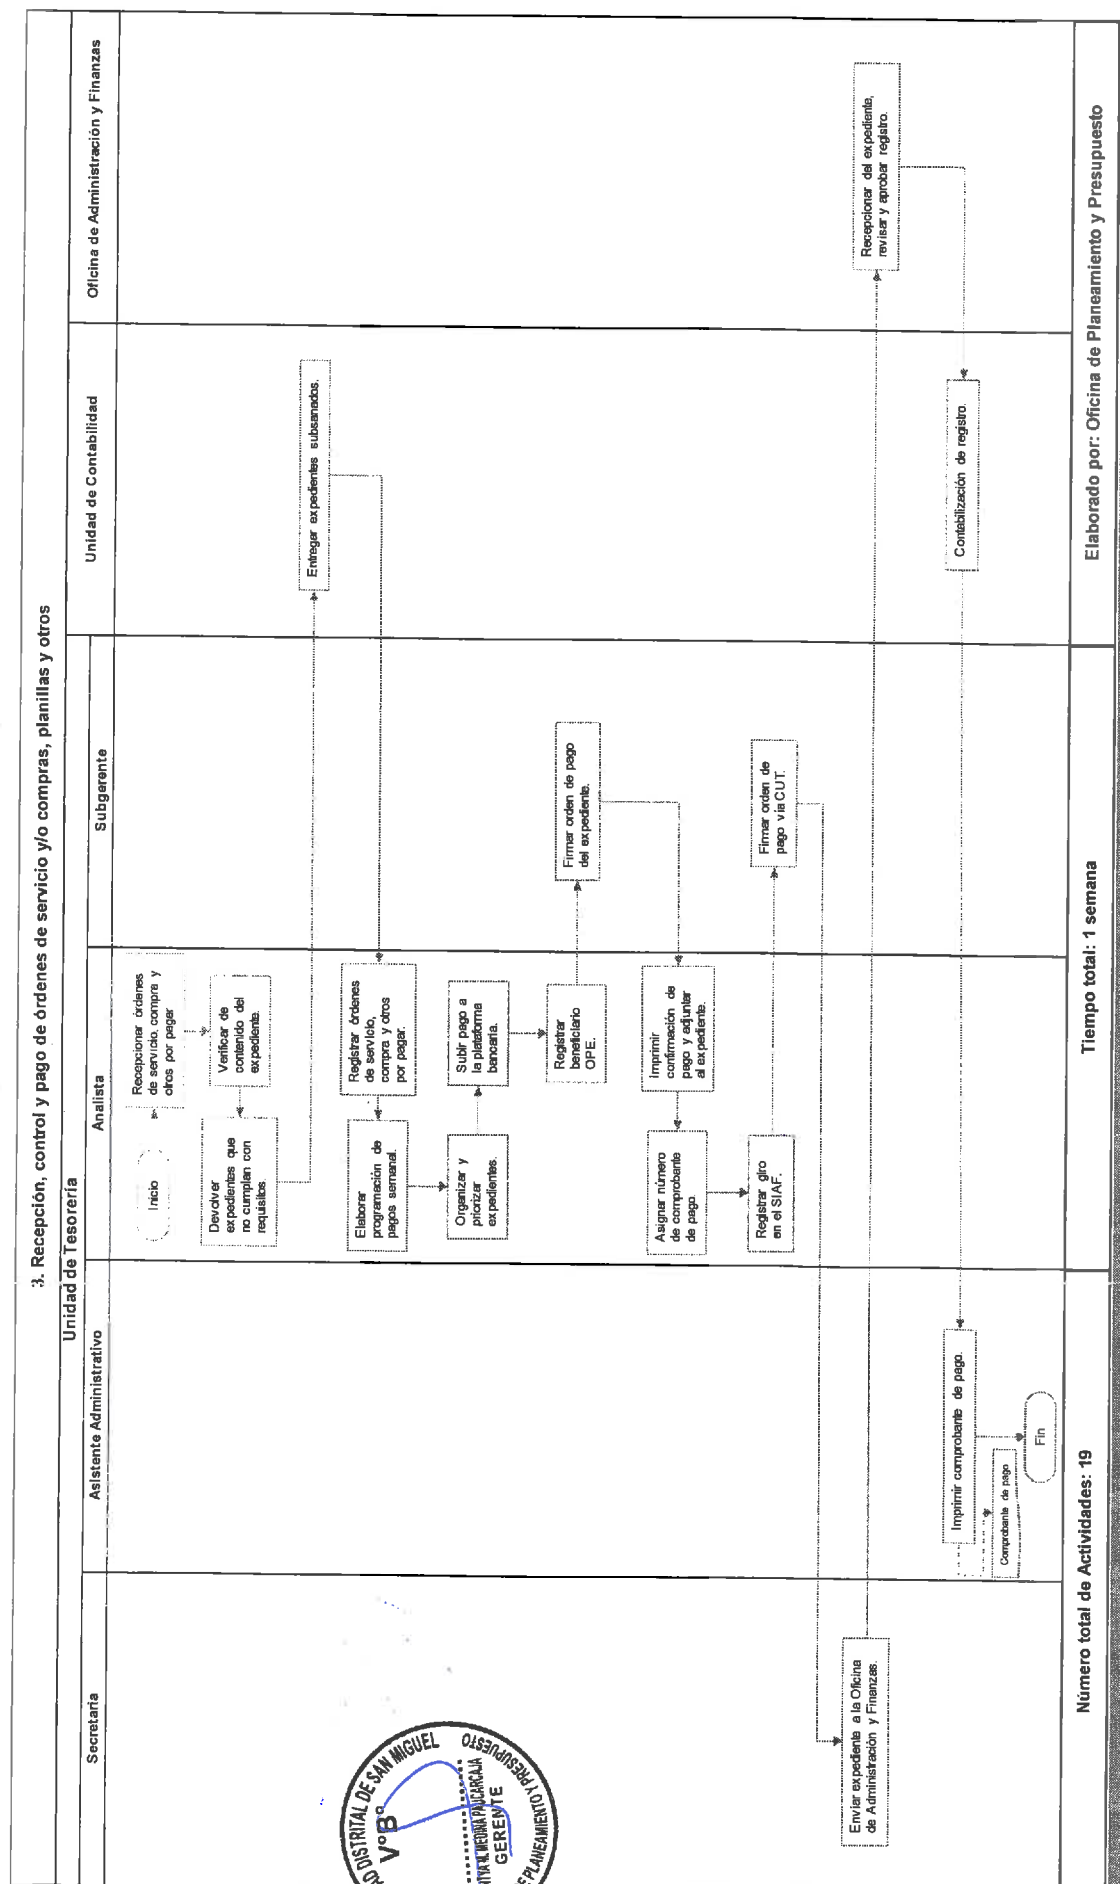 3. Recepción, control y pago de órdenes de servicio y/o compras, planillas y otros
Unidad de Tesorería
Secretaria
Asistente Administrativo
Analista
Subgerente
Unidad de Contabilidad
Oficina de Administración y Finanzas
Inicio
Recepcionar órdenes
de servicio, compra y
otros por pagar
Verificar de
contenido del
expediente.
Devolver
expedientes que
no cumplan con
requisitos.
Entregar expedientes subsanados.
Registrar órdenes
de servicio,
compra y otros
por pagar.
Elaborar
programación de
pagos semanal.
Organizar y
priorizar
expedientes.
Subir pago a
la plataforma
bancaria.
Registrar
beneficiario
OPE.
Firmar orden de pago
del expediente.
Imprimir
confirmación de
pago y adjuntar
al expediente.
Asignar número
de comprobante
de pago.
Registrar giro
en el SIAF.
Firmar orden de
pago via CUT.
Enviar expediente a la Oficina
de Administración y Finanzas.
Recepcionar del expediente,
revisar y aprobar registro.
Contabilización de registro.
Imprimir comprobante de pago.
Comprobante de pago
Fin
Número total de Actividades: 19
Tiempo total: 1 semana
Elaborado por: Oficina de Planeamiento y Presupuesto
DISTRITAL DE SAN MIGUEL
V°B°
MEDINA PAUCARCAJA
GERENTE
PLANEAMIENTO Y PRESUPUESTO